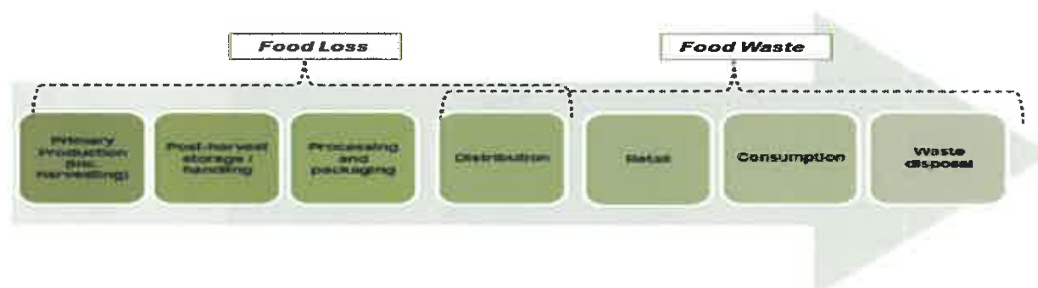 Food Loss
Food Waste
Primary
Production
(inc.
harvesting)
Post-harvest
storage /
handling
Processing
and
packaging
Distribution
Retail
Consumption
Waste
disposal